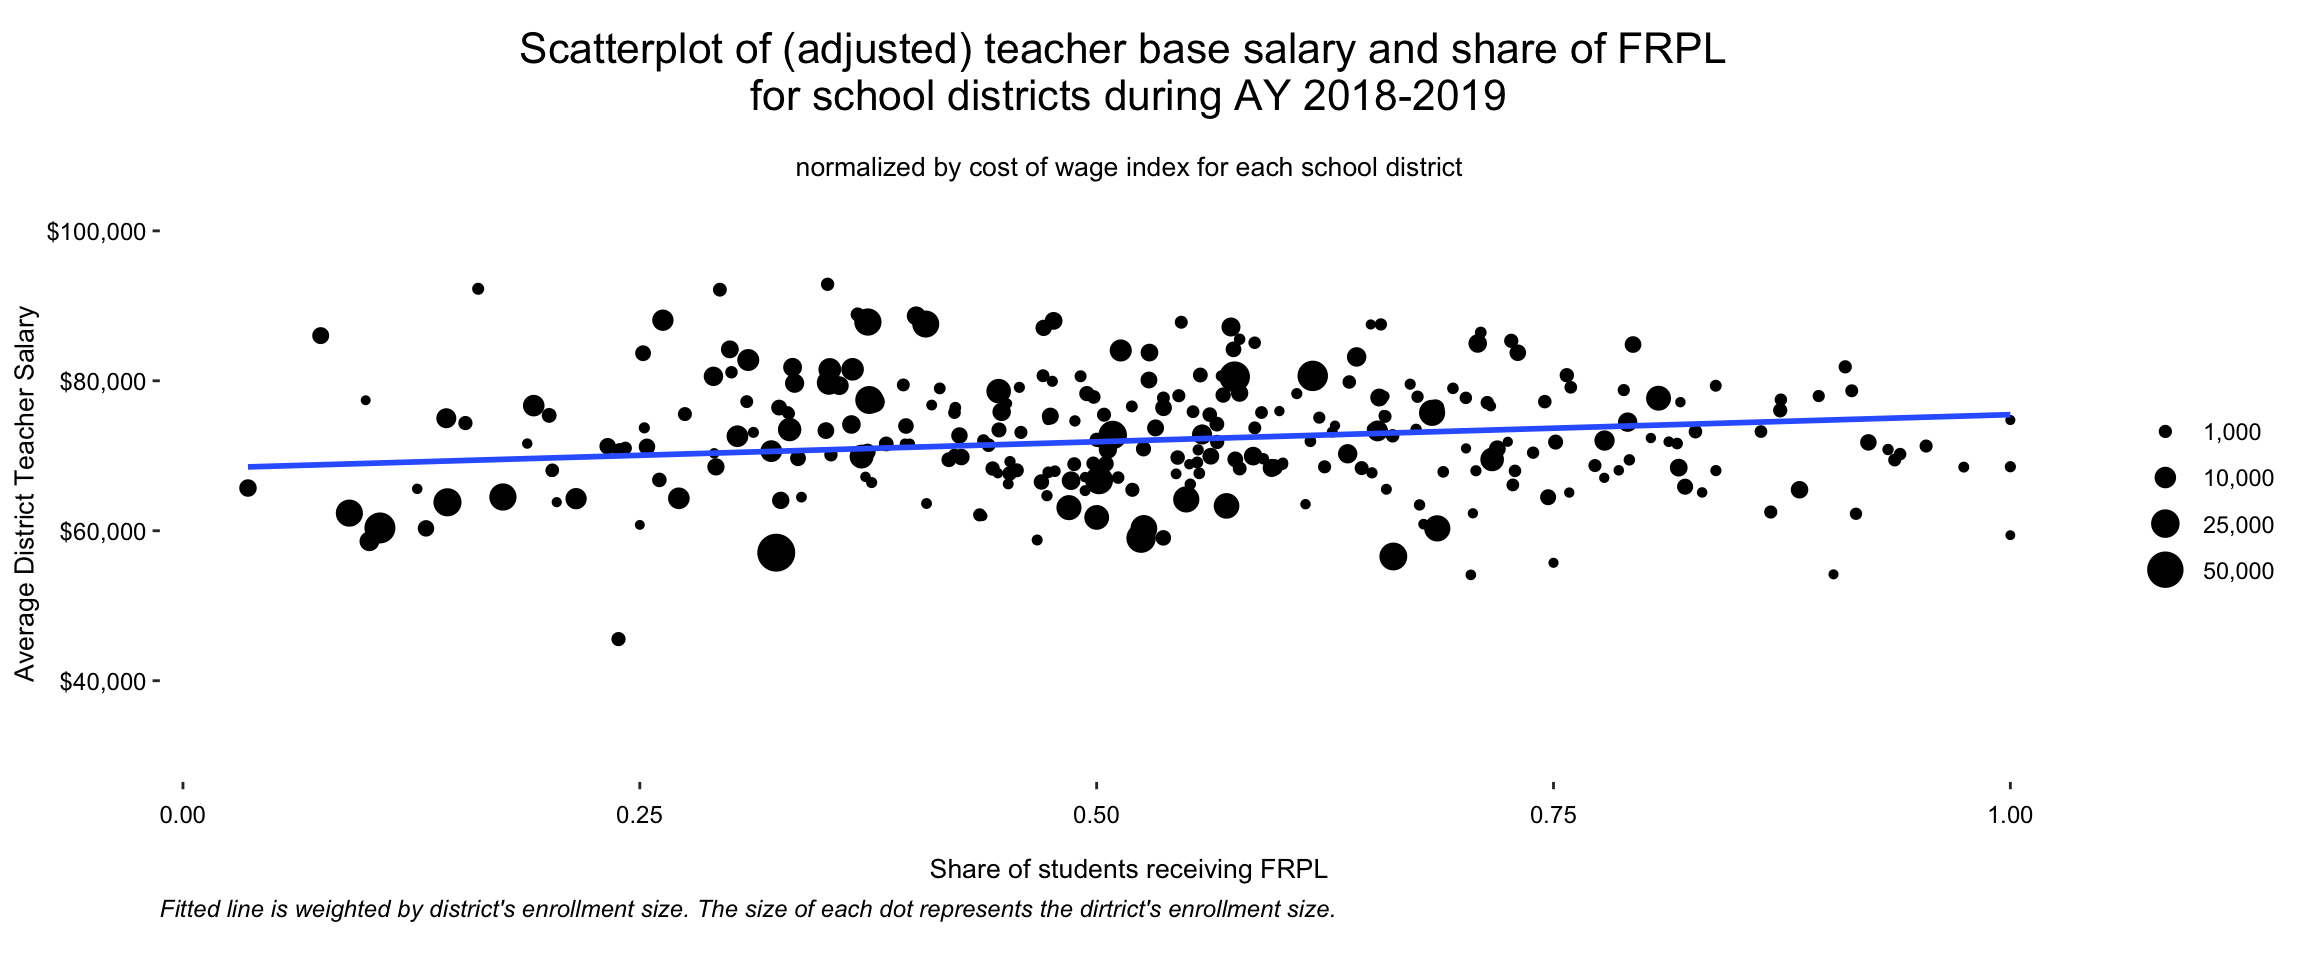 Scatterplot of (adjusted) teacher base salary and share of FRPL
for school districts during AY 2018-2019
normalized by cost of wage index for each school district
Average District Teacher Salary
$100,000
$80,000
$60,000
$40,000
0.00
0.25
0.50
0.75
1.00
Share of students receiving FRPL
1,000
10,000
25,000
50,000
Fitted line is weighted by district's enrollment size. The size of each dot represents the dirtrict's enrollment size.